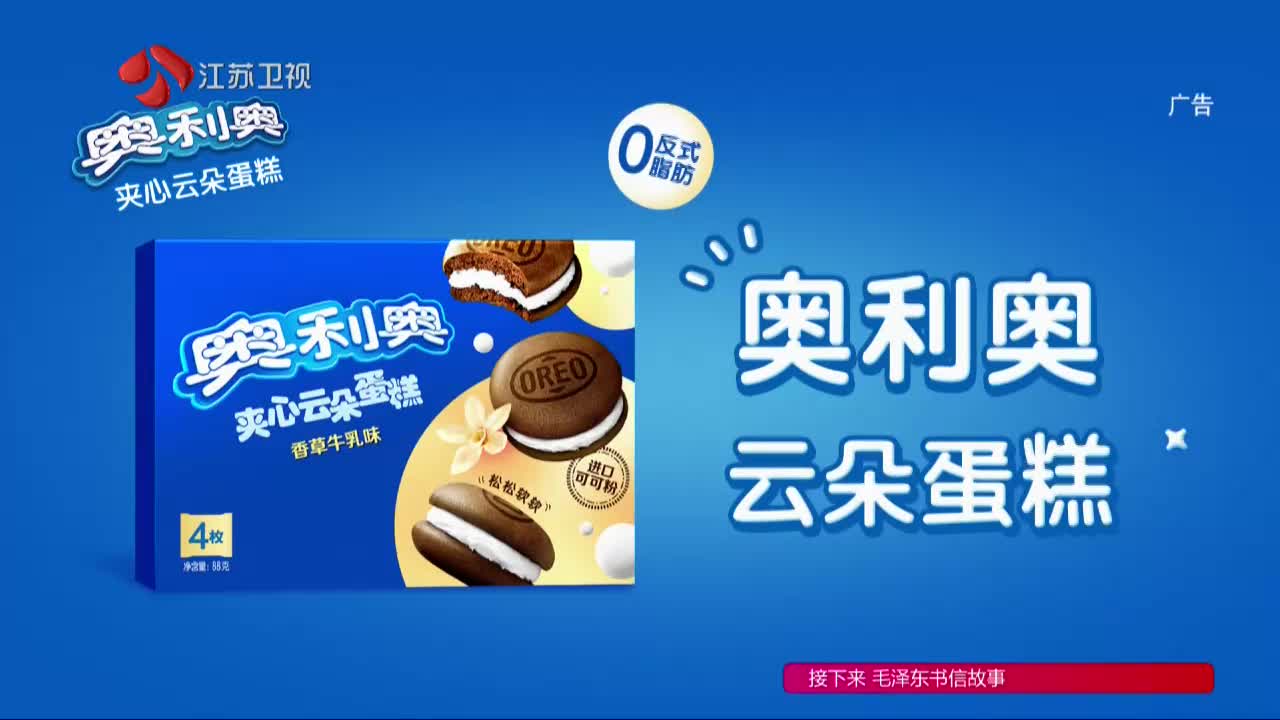 江苏卫视
广告
奥利奥
夹心云朵蛋糕
0反式
脂肪
OREO
奥利奥
夹心云朵蛋糕
香草牛乳味
OREO
进口
可可粉
松松软软
4枚
净含量: 88克
奥利奥
云朵蛋糕
接下来 毛泽东书信故事